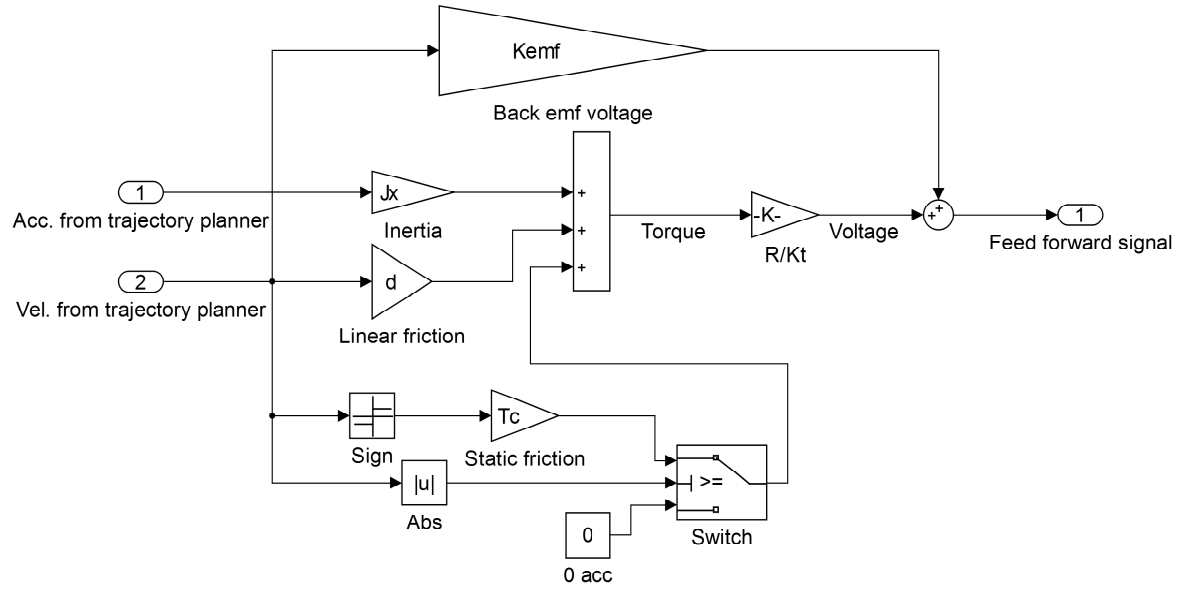 Kemf
Back emf voltage
1
Acc. from trajectory planner
Jx
Inertia
+
+
+
Torque
-K-
R/Kt
Voltage
+
+
1
Feed forward signal
2
Vel. from trajectory planner
d
Linear friction
Sign
Tc
Static friction
|u|
Abs
>=
Switch
0
0 acc